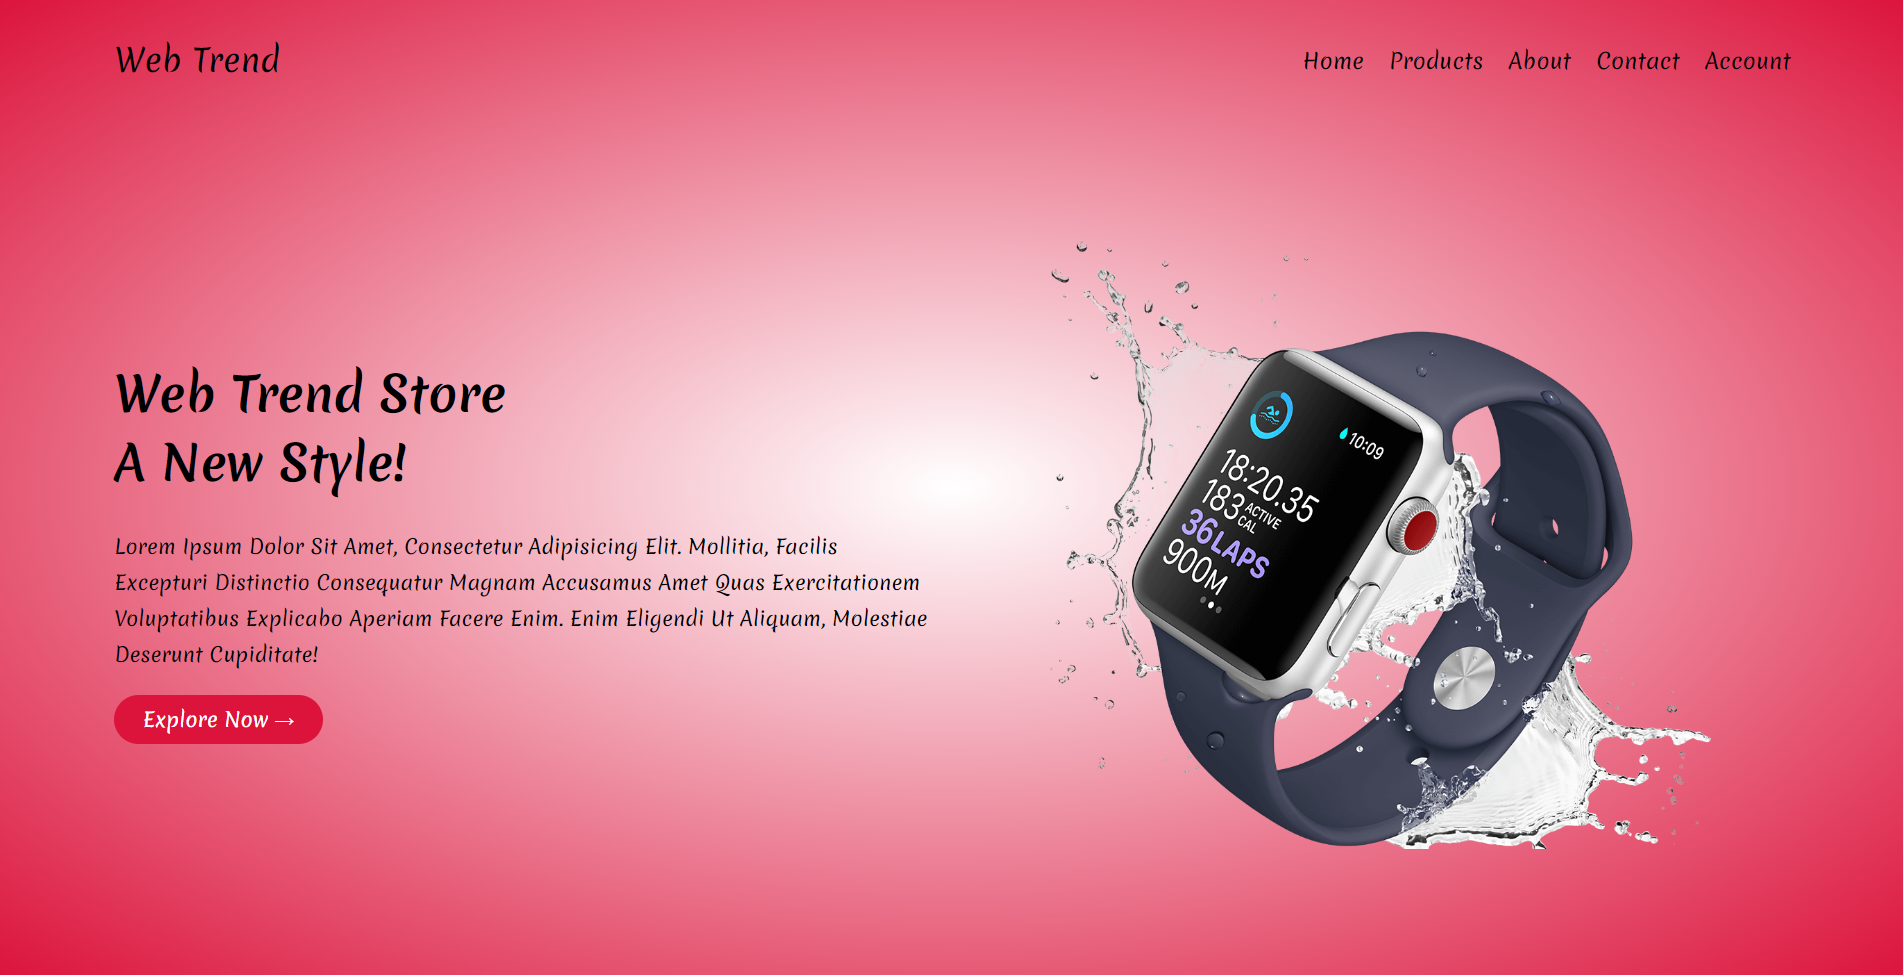 Web Trend
Home Products About Contact Account
Web Trend Store
A New Style!
Lorem Ipsum Dolor Sit Amet, Consectetur Adipisicing Elit. Mollitia, Facilis
Excepturi Distinctio Consequatur Magnam Accusamus Amet Quas Exercitationem
Voluptatibus Explicabo Aperiam Facere Enim. Enim Eligendi Ut Aliquam, Molestiae
Deserunt Cupiditate!
Explore Now →
10:09
18:20.35
183 ACTIVE CAL
36LAPS
900M